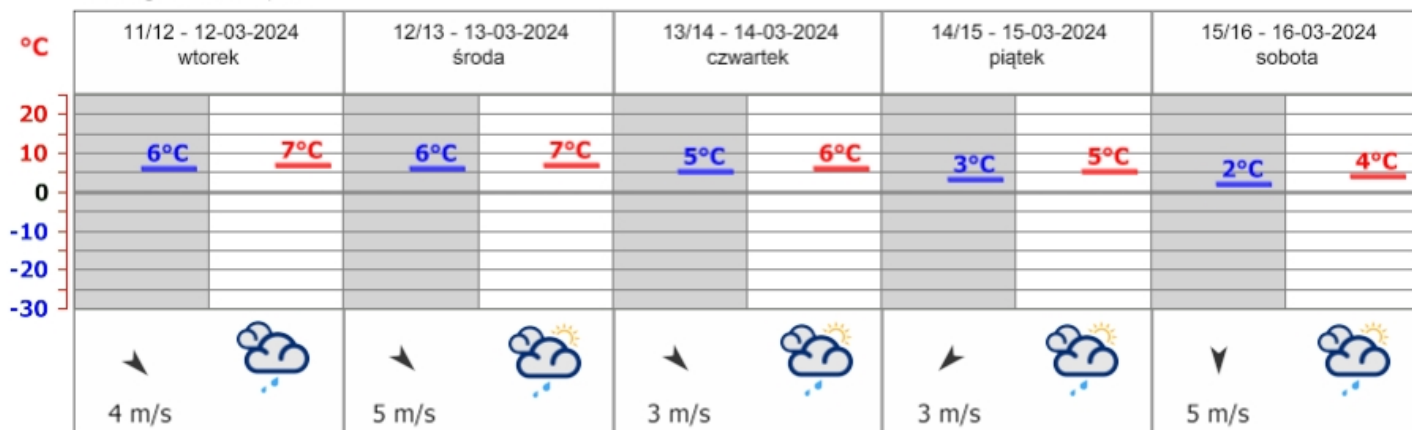 °C
11/12 - 12-03-2024
wtorek
12/13 - 13-03-2024
środa
13/14 - 14-03-2024
czwartek
14/15 - 15-03-2024
piątek
15/16 - 16-03-2024
sobota
20
10
0
-10
-20
-30
6°C
7°C
6°C
7°C
5°C
6°C
3°C
5°C
2°C
4°C
4 m/s
5 m/s
3 m/s
3 m/s
5 m/s